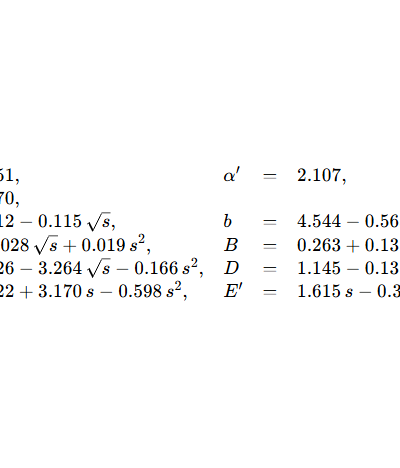 51, α′ = 2.107,
70,
12 − 0.115 √s, b = 4.544 − 0.56
028 √s + 0.019 s², B = 0.263 + 0.13
26 − 3.264 √s − 0.166 s², D = 1.145 − 0.13
22 + 3.170 s − 0.598 s², E′ = 1.615 s − 0.3